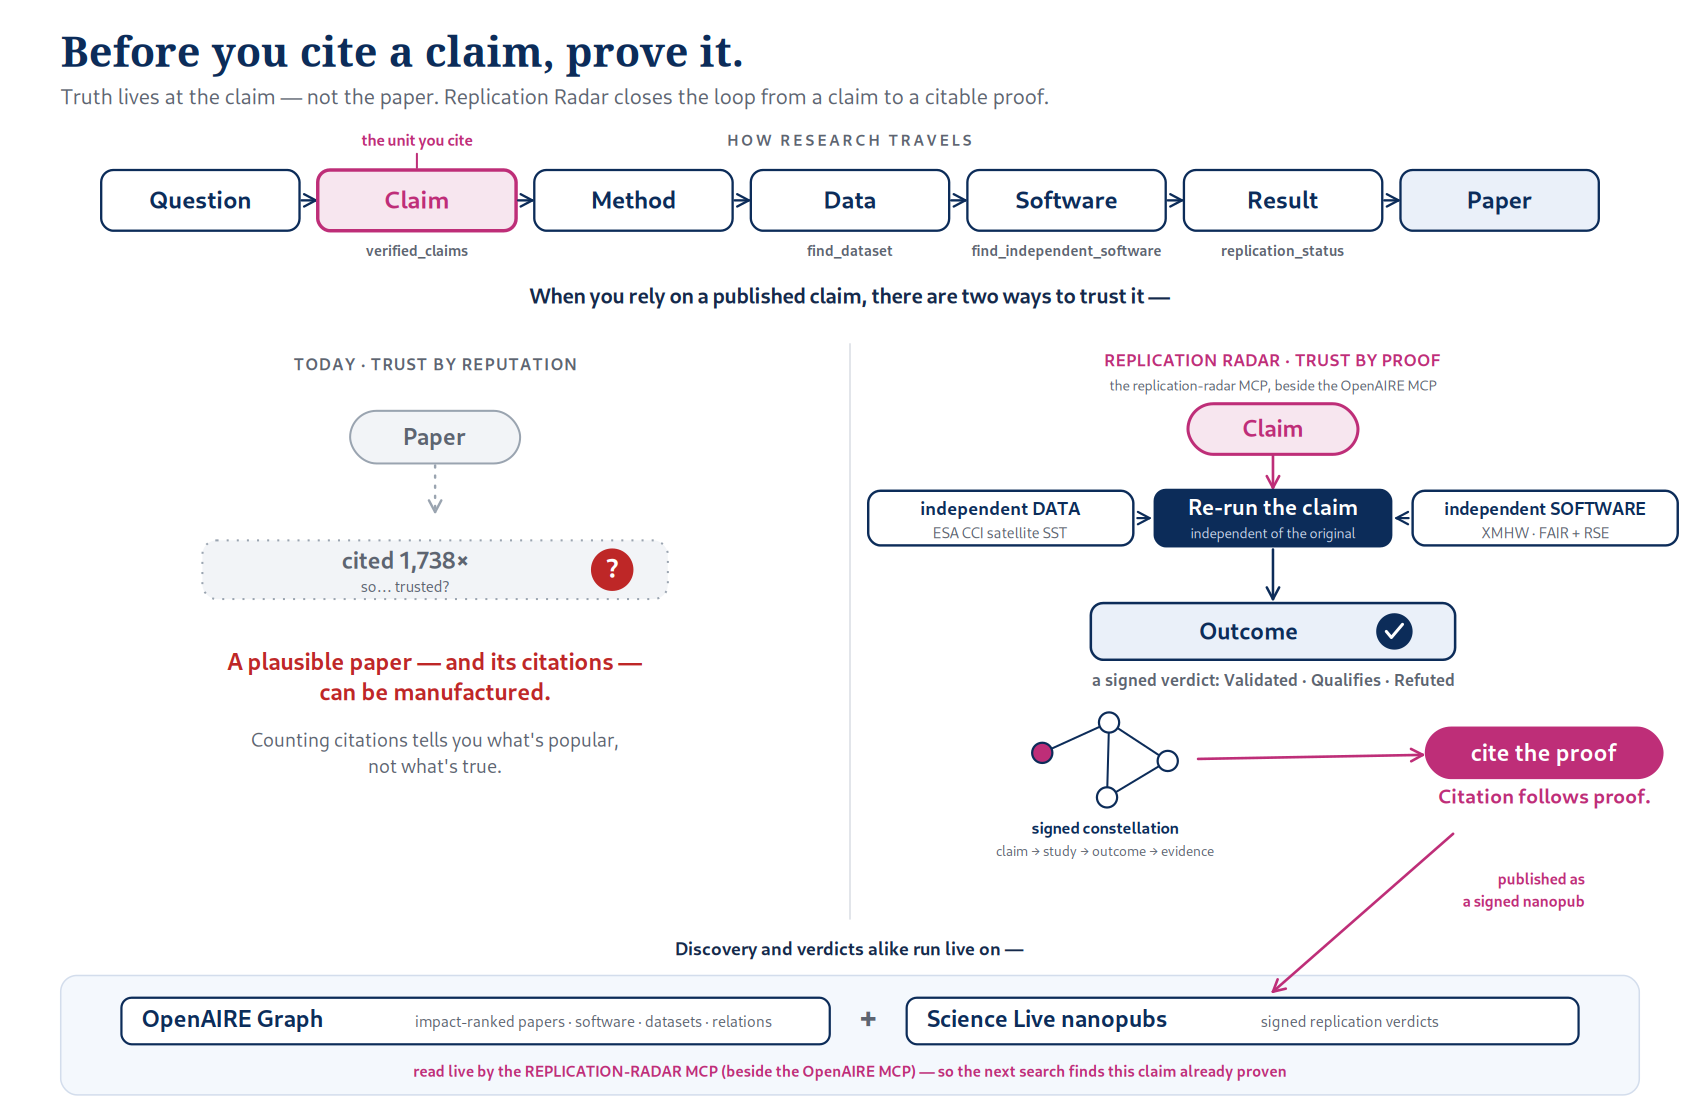 Before you cite a claim, prove it.
Truth lives at the claim — not the paper. Replication Radar closes the loop from a claim to a citable proof.
the unit you cite
HOW RESEARCH TRAVELS
Question
Claim
Method
Data
Software
Result
Paper
verified_claims
find_dataset
find_independent_software
replication_status
When you rely on a published claim, there are two ways to trust it —
TODAY · TRUST BY REPUTATION
Paper
cited 1,738×
so... trusted?
?
A plausible paper — and its citations —
can be manufactured.
Counting citations tells you what's popular,
not what's true.
REPLICATION RADAR · TRUST BY PROOF
the replication-radar MCP, beside the OpenAIRE MCP
Claim
independent DATA
ESA CCI satellite SST
Re-run the claim
independent of the original
independent SOFTWARE
XMHW · FAIR + RSE
Outcome
a signed verdict: Validated · Qualifies · Refuted
signed constellation
claim → study → outcome → evidence
cite the proof
Citation follows proof.
published as
a signed nanopub
Discovery and verdicts alike run live on —
OpenAIRE Graph
impact-ranked papers · software · datasets · relations
+
Science Live nanopubs
signed replication verdicts
read live by the REPLICATION-RADAR MCP (beside the OpenAIRE MCP) — so the next search finds this claim already proven